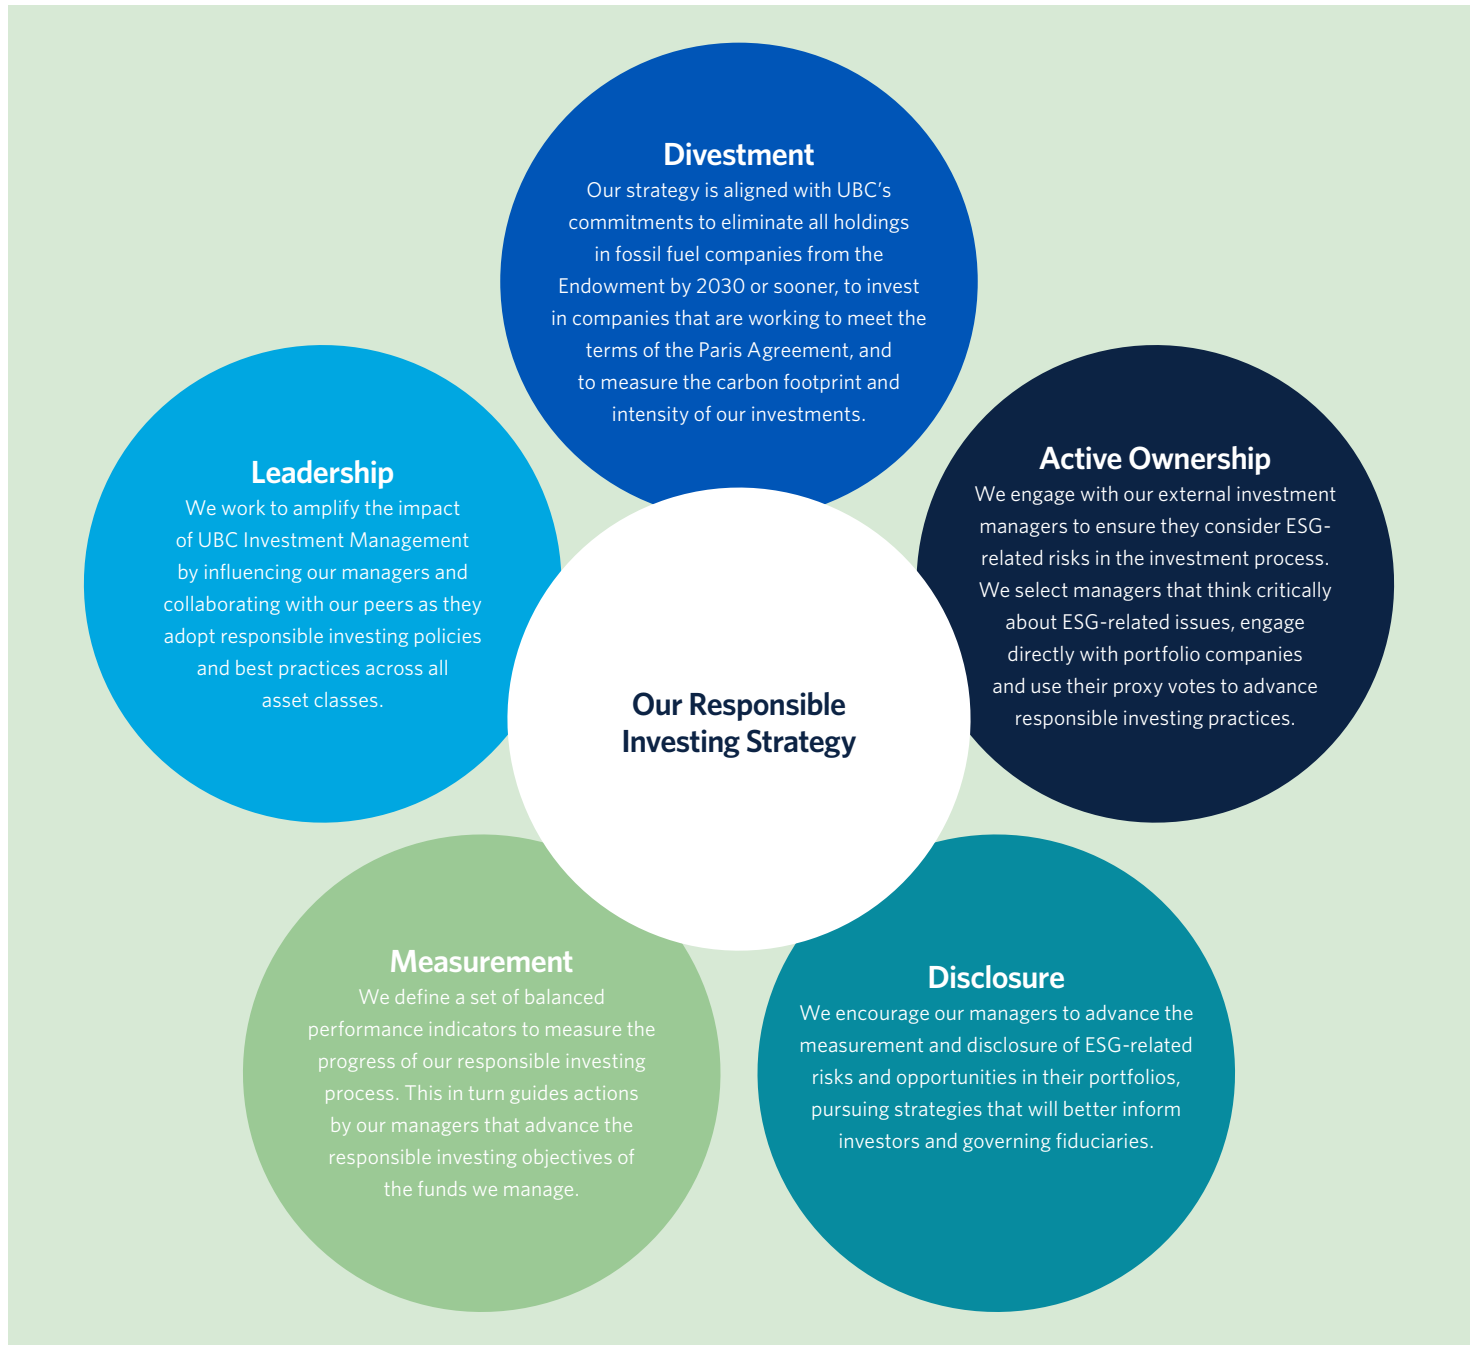 Divestment
Our strategy is aligned with UBC's
commitments to eliminate all holdings
in fossil fuel companies from the
Endowment by 2030 or sooner, to invest
in companies that are working to meet the
terms of the Paris Agreement, and
to measure the carbon footprint and
intensity of our investments.
Leadership
We work to amplify the impact
of UBC Investment Management
by influencing our managers and
collaborating with our peers as they
adopt responsible investing policies
and best practices across all
asset classes.
Active Ownership
We engage with our external investment
managers to ensure they consider ESG-
related risks in the investment process.
We select managers that think critically
about ESG-related issues, engage
directly with portfolio companies
and use their proxy votes to advance
responsible investing practices.
Our Responsible
Investing Strategy
Measurement
We define a set of balanced
performance indicators to measure the
progress of our responsible investing
process. This in turn guides actions
by our managers that advance the
responsible investing objectives of
the funds we manage.
Disclosure
We encourage our managers to advance the
measurement and disclosure of ESG-related
risks and opportunities in their portfolios,
pursuing strategies that will better inform
investors and governing fiduciaries.